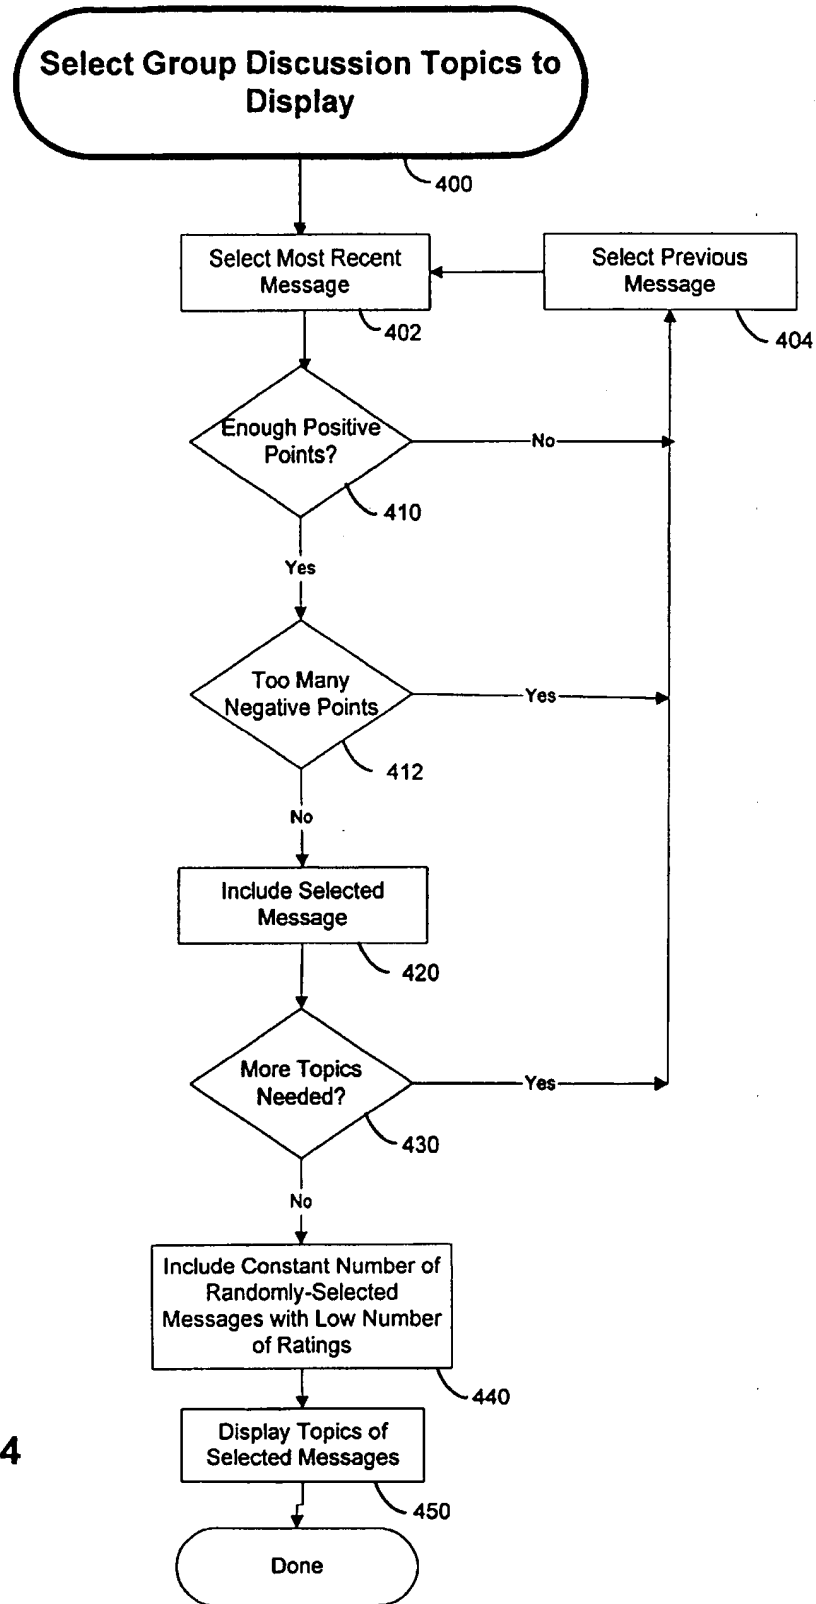 Select Group Discussion Topics to
Display
400
Select Most Recent
Message
402
Select Previous
Message
404
Enough Positive
Points?
No
410
Yes
Too Many
Negative Points
Yes
412
No
Include Selected
Message
420
More Topics
Needed?
Yes
430
No
Include Constant Number of
Randomly-Selected
Messages with Low Number
of Ratings
440
Display Topics of
Selected Messages
4
450
Done